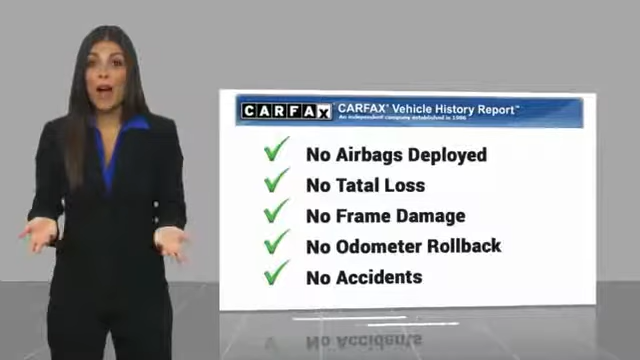 CARFAX CARFAX Vehicle History Report™
An independent company established in 1986
No Airbags Deployed
No Tatal Loss
No Frame Damage
No Odometer Rollback
No Accidents